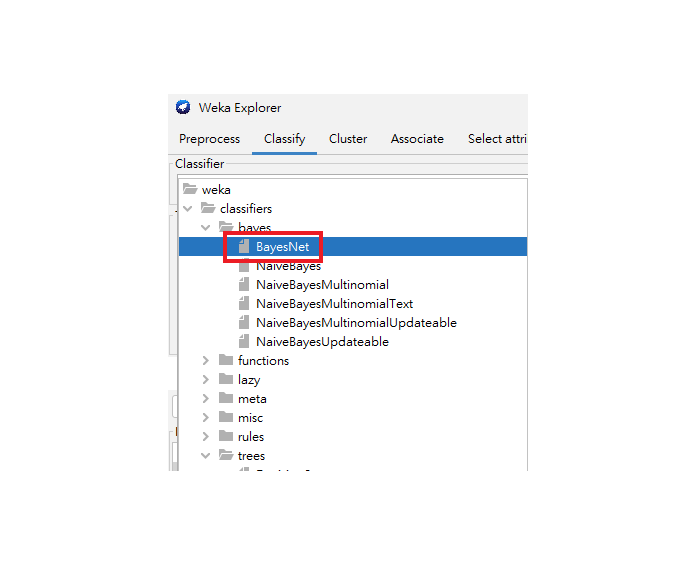 Weka Explorer
Preprocess Classify Cluster Associate Select attri
Classifier
weka
classifiers
bayes
BayesNet
NaiveBayes
NaiveBayesMultinomial
NaiveBayesMultinomialText
NaiveBayesMultinomialUpdateable
NaiveBayesUpdateable
functions
lazy
meta
misc
rules
trees